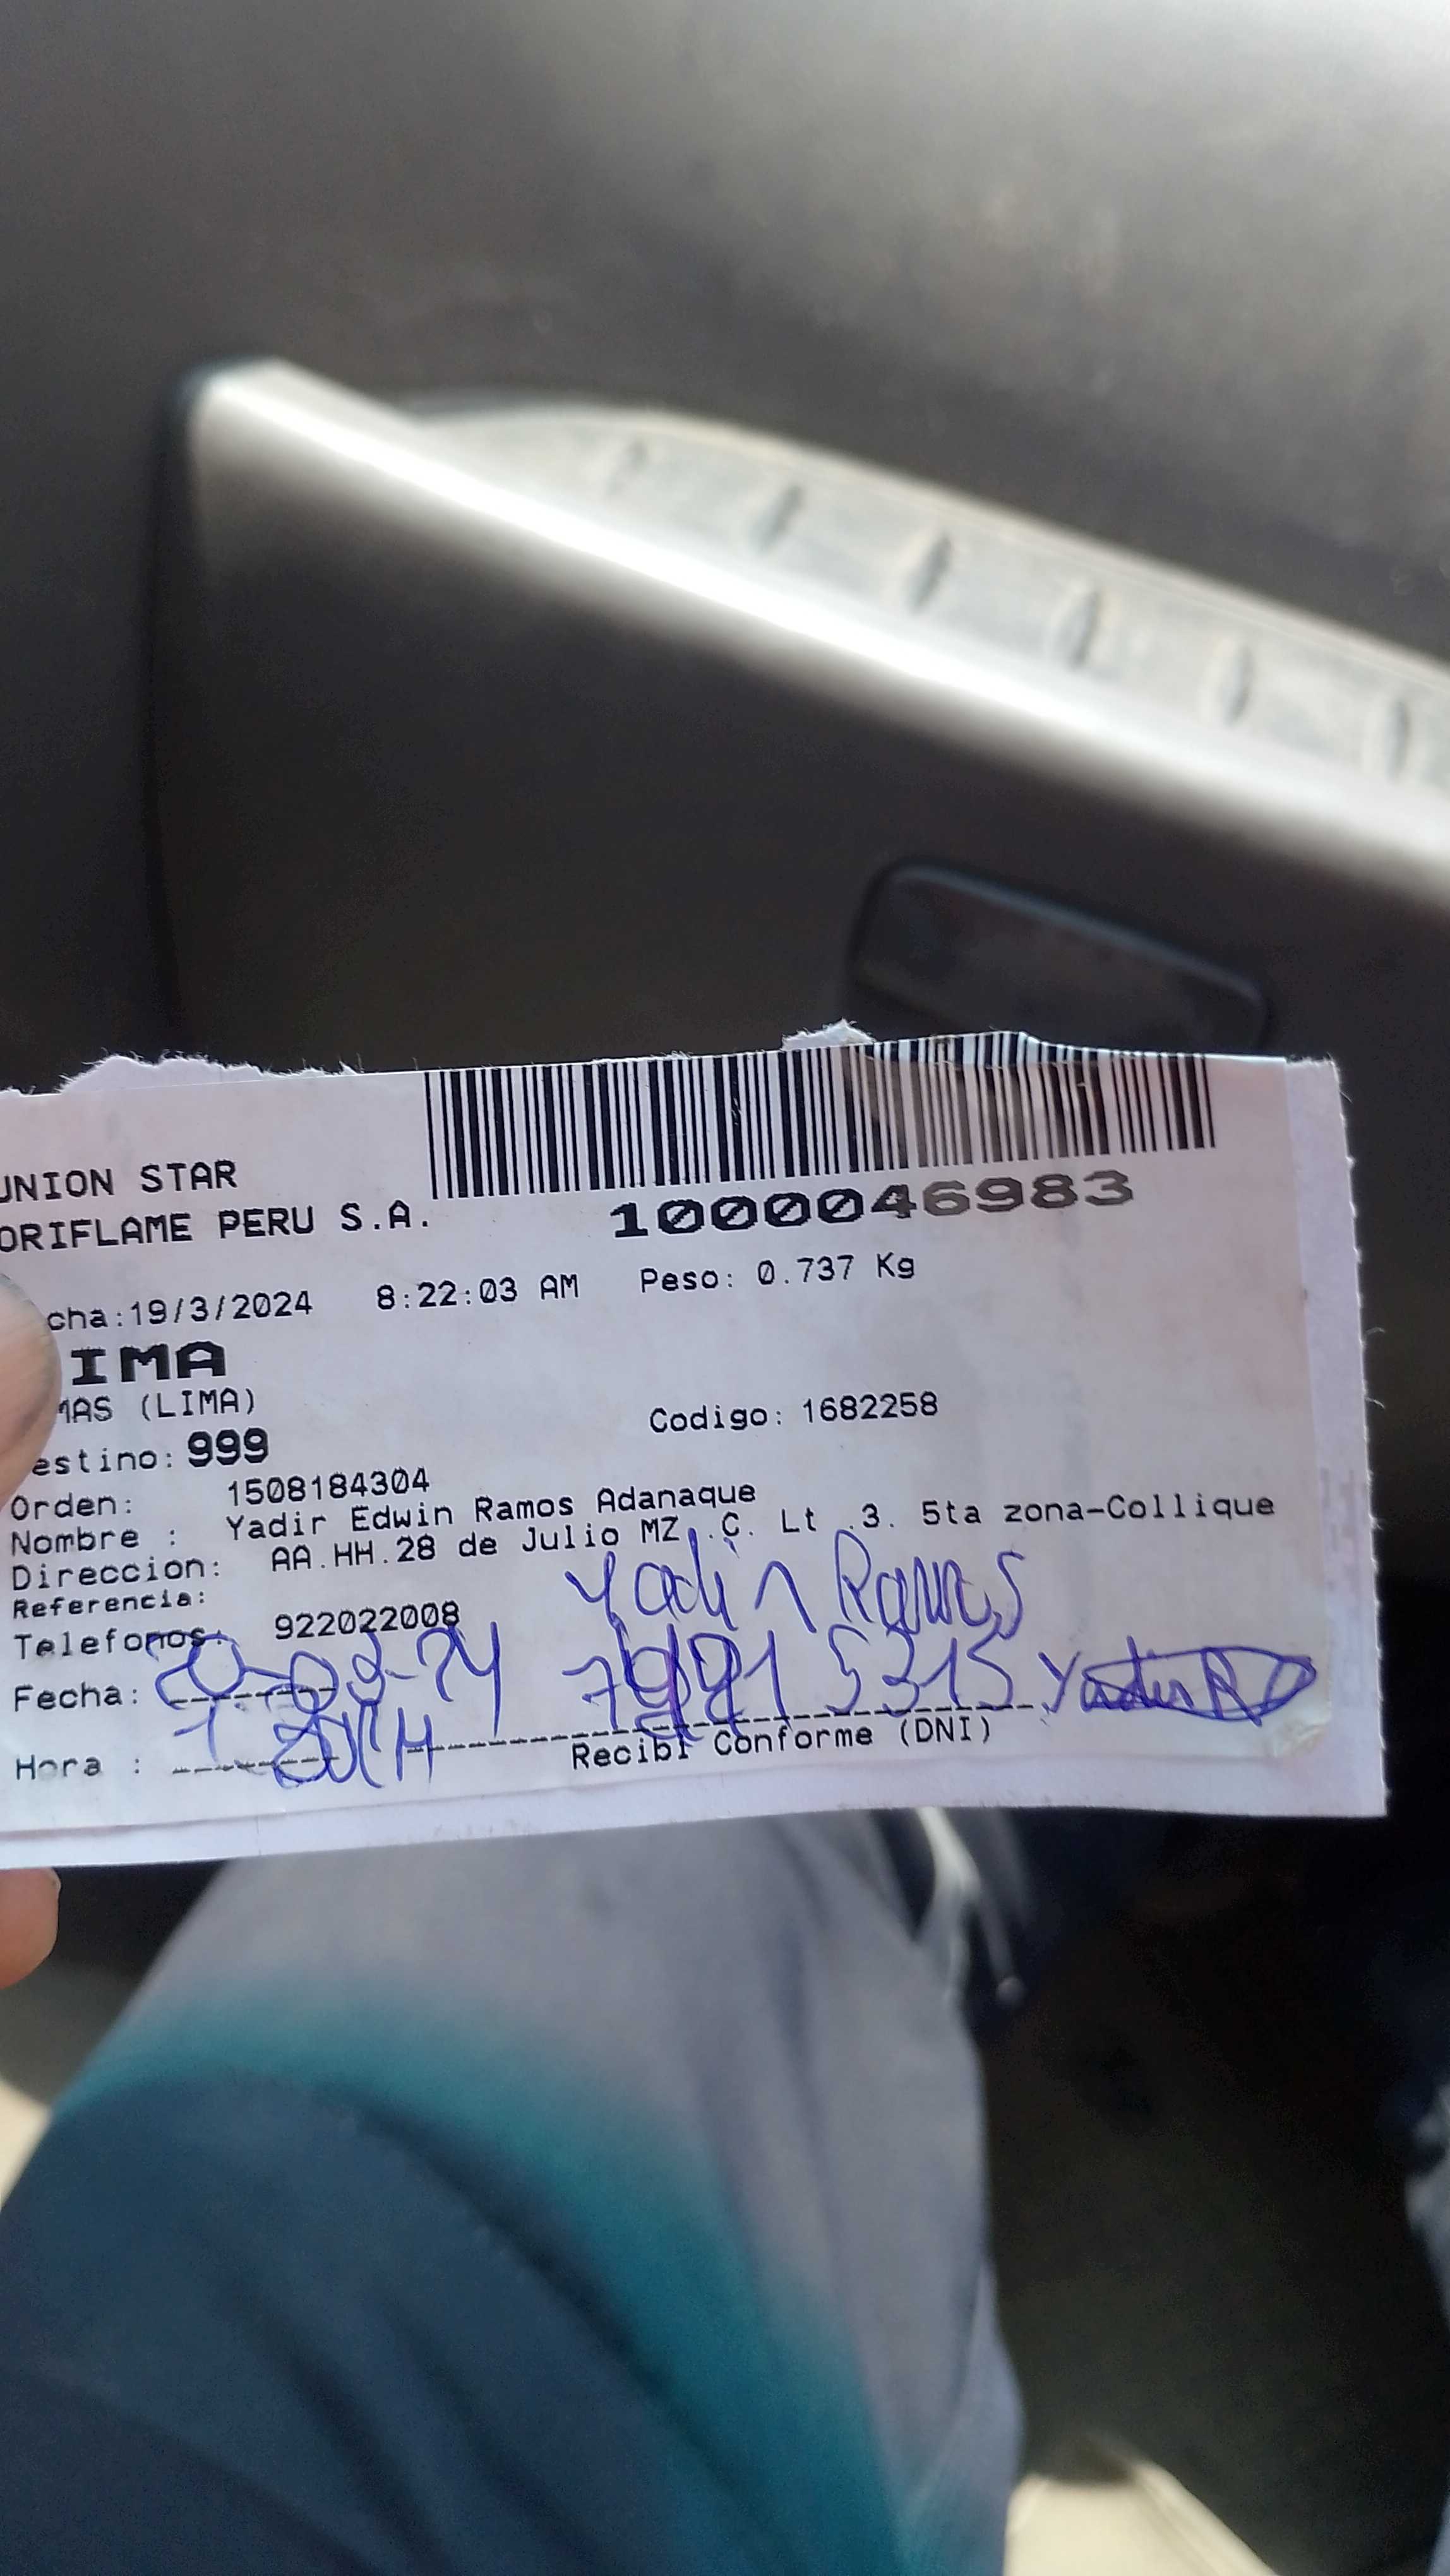 UNION STAR
ORIFLAME PERU S.A.
1000046983
cha:19/3/2024 8:22:03 AM Peso: 0.737 Kg
IMA
MAS (LIMA)
Codigo: 1682258
estino: 999
Orden: 1508184304
Nombre : Yadir Edwin Ramos Adanaque
Direccion: AA.HH.28 de Julio MZ. C. Lt .3. 5ta zona-Collique
Referencia:
Yadir Ramos
Telefonos: 922022008
Fecha:
Hora :
Recibi Conforme (DNI)